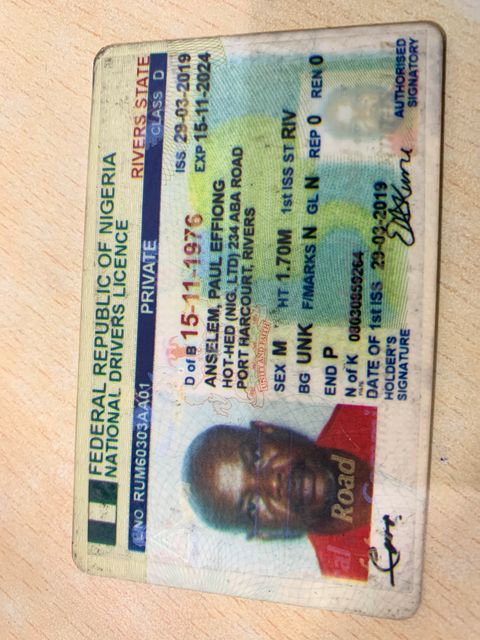 FEDERAL REPUBLIC OF NIGERIA
NATIONAL DRIVERS LICENCE
L/NO RUM60303AA01 PRIVATE
RIVERS STATE
CLASS D
D of B 15-11-1976
ISS 29-03-2019
EXP 15-11-2024
ANSELEM, PAUL EFFIONG
HOT-HED (NIG. LTD) 234 ABA ROAD
PORT HARCOURT, RIVERS
UNITY AND FAITH
SEX M HT 1.70M 1st ISS ST RIV
BG UNK F/MARKS N GL N REP 0 REN 0
END P
Road
N of K 08030859264
DATE OF 1st ISS 29-03-2019
HOLDER'S
SIGNATURE
AUTHORISED
SIGNATORY